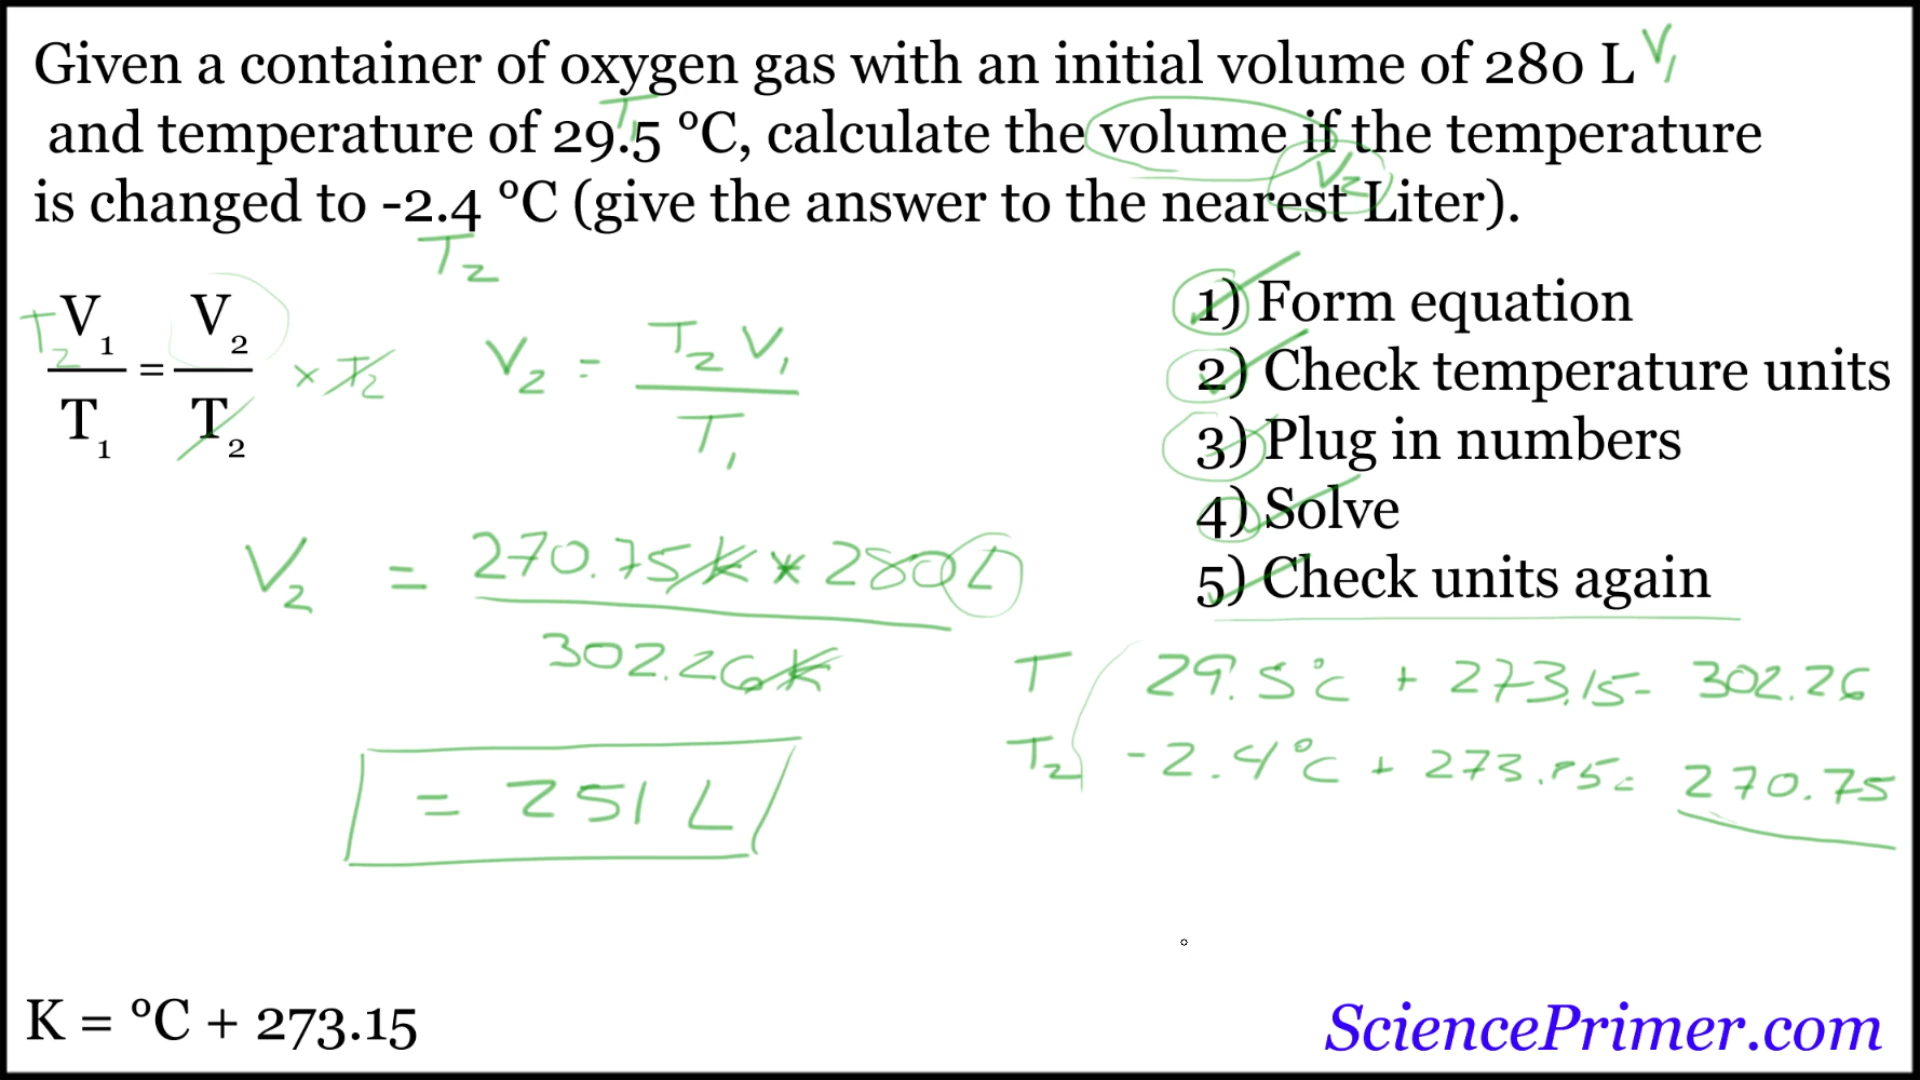 Given a container of oxygen gas with an initial volume of 280 L V₁
T₁
and temperature of 29.5 °C, calculate the volume if the temperature
V₂
is changed to -2.4 °C (give the answer to the nearest Liter).
T₂
T₂ V₁ / T₁ = V₂ / T₂ × T₂
V₂ = T₂ V₁ / T₁
1) Form equation
2) Check temperature units
3) Plug in numbers
4) Solve
5) Check units again
V₂ = 270.75 K * 280 L
302.26 K
= 251 L
T 29.5°C + 273.15 = 302.26
T₂ -2.4°C + 273.15 = 270.75
K = °C + 273.15
SciencePrimer.com